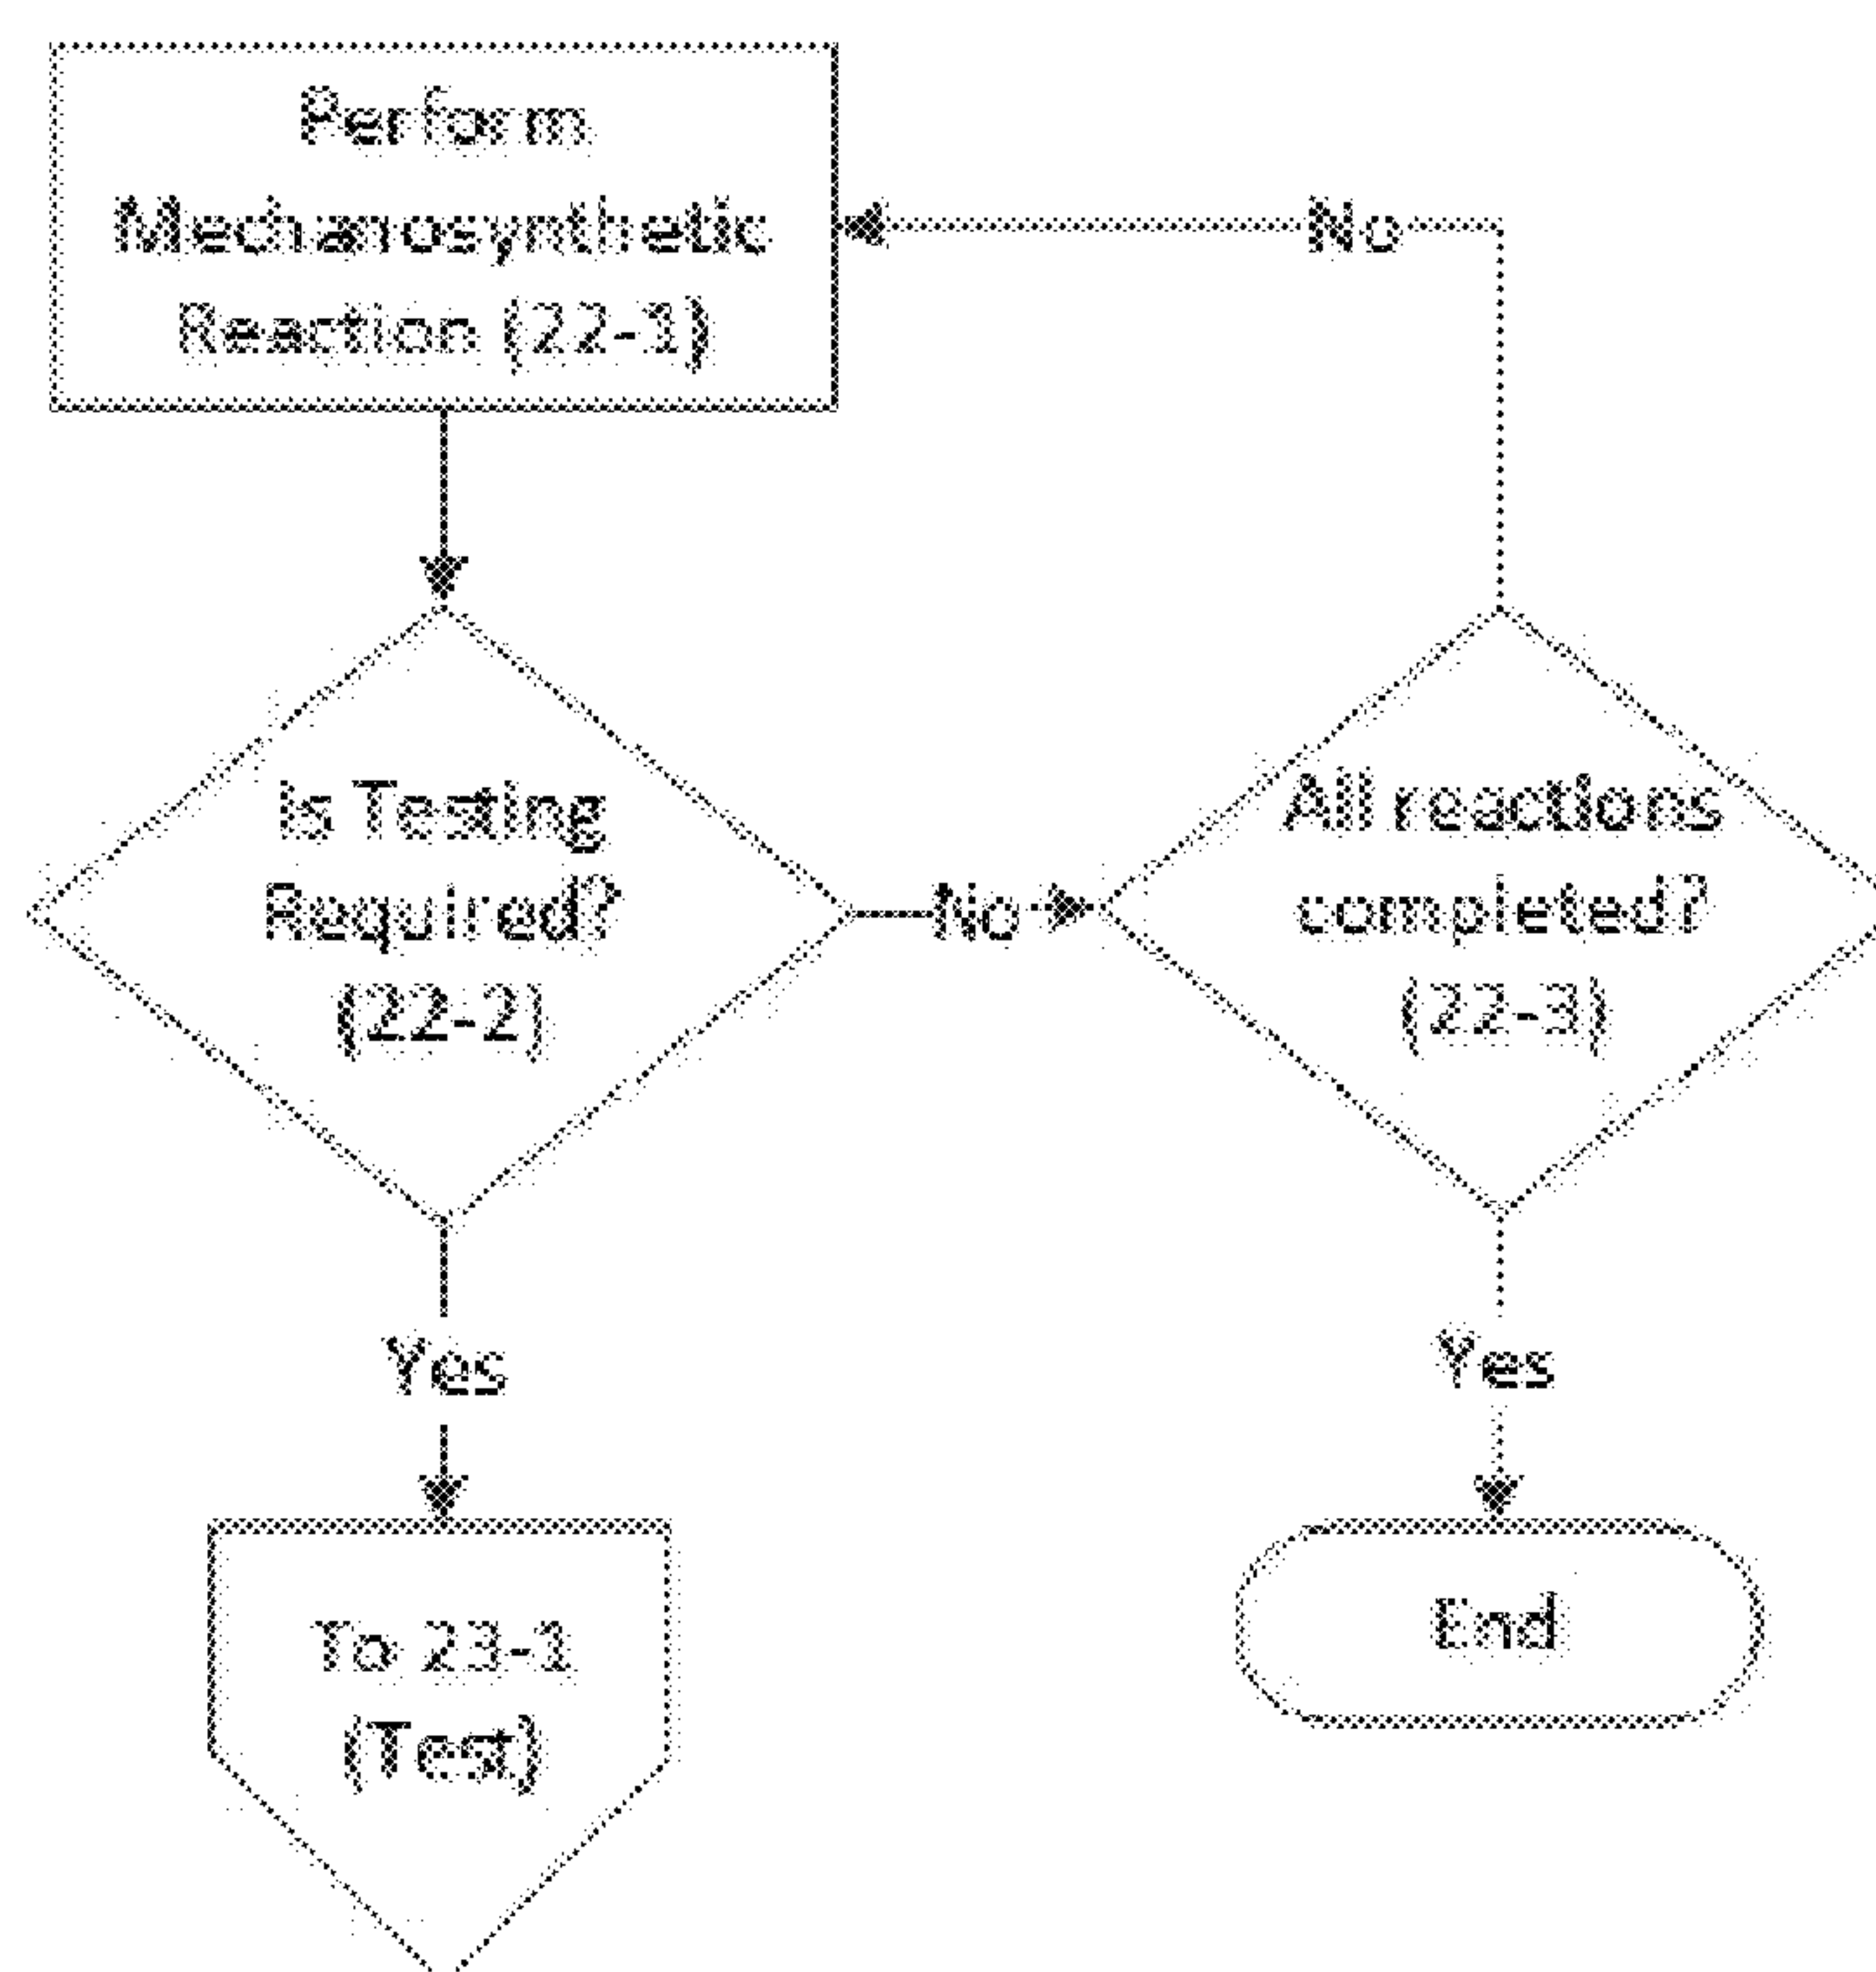 Perform
Mechanosynthetic
Reaction (22-1)
No
Is Testing
Required?
(22-2)
No
All reactions
completed?
(22-3)
Yes
Yes
To 23-1
(Test)
End